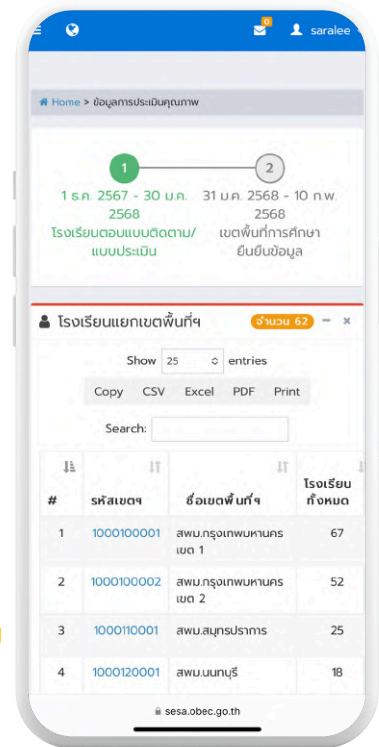 0
saralee
Home > ข้อมูลการประเมินคุณภาพ
1
2
1 ธ.ค. 2567 - 30 ม.ค. 2568
โรงเรียนตอบแบบติดตาม/แบบประเมิน
31 ม.ค. 2568 - 10 ก.พ. 2568
เขตพื้นที่การศึกษายืนยันข้อมูล
โรงเรียนแยกเขตพื้นที่ฯ
จำนวน 62
Show 25 entries
Copy CSV Excel PDF Print
Search:
# รหัสเขตฯ ชื่อเขตพื้นที่ฯ โรงเรียนทั้งหมด
1 1000100001 สพม.กรุงเทพมหานคร เขต 1 67
2 1000100002 สพม.กรุงเทพมหานคร เขต 2 52
3 1000110001 สพม.สมุทรปราการ 25
4 1000120001 สพม.นนทบุรี 18
sesa.obec.go.th